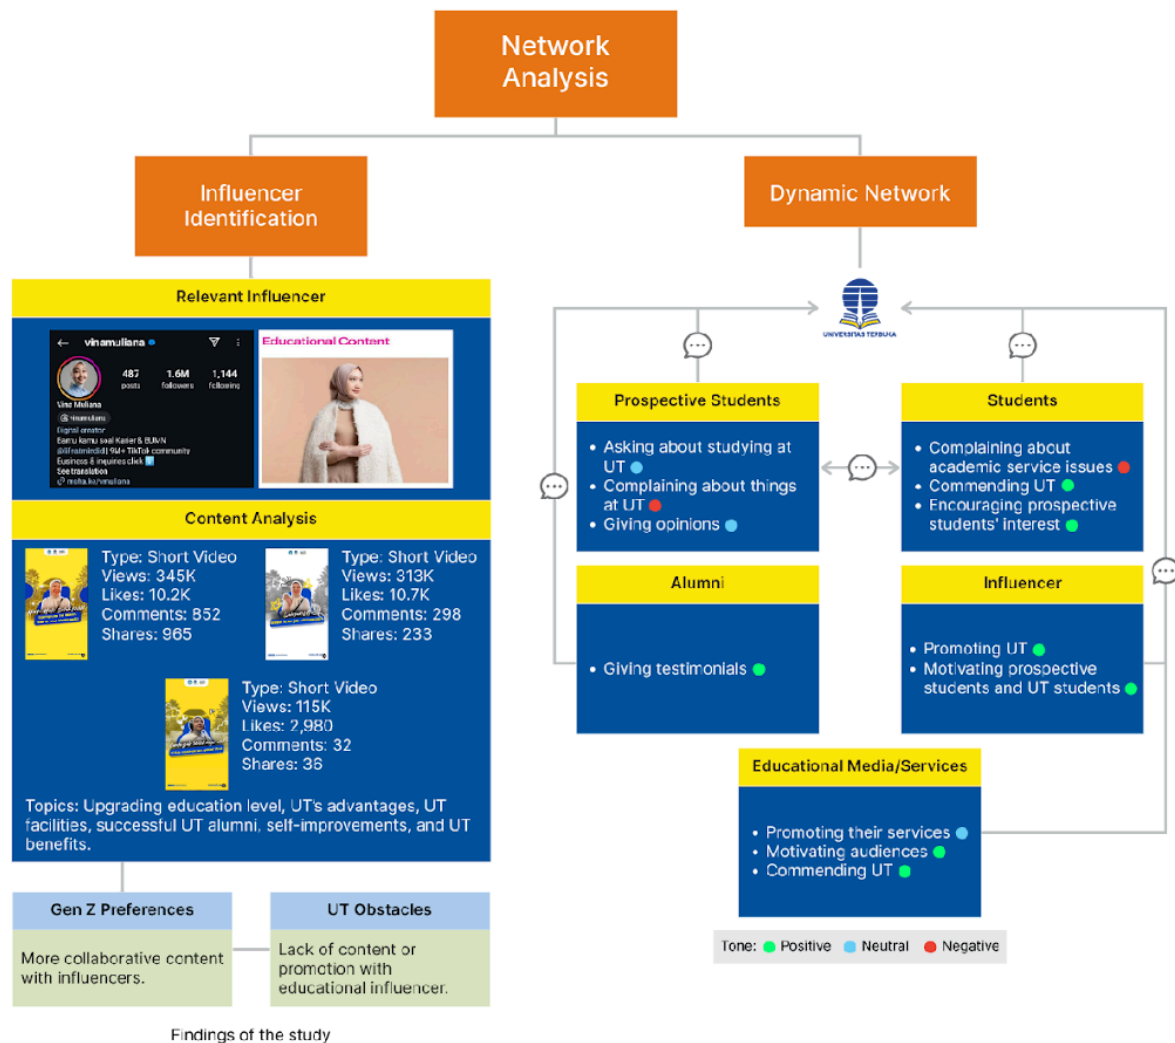 Network
Analysis
Influencer
Identification
Dynamic Network
Relevant Influencer
vinamuliana
487
posts
1.6M
followers
1,144
following
Vina Muliana
vinamuliana
Digital creator
See translation
Educational Content
Content Analysis
Type: Short Video
Views: 345K
Likes: 10.2K
Comments: 852
Shares: 965
Type: Short Video
Views: 313K
Likes: 10.7K
Comments: 298
Shares: 233
Type: Short Video
Views: 115K
Likes: 2,980
Comments: 32
Shares: 36
Topics: Upgrading education level, UT's advantages, UT
facilities, successful UT alumni, self-improvements, and UT
benefits.
Gen Z Preferences
More collaborative content
with influencers.
UT Obstacles
Lack of content or
promotion with
educational influencer.
UNIVERSITAS TERBUKA
Prospective Students
• Asking about studying at
UT
• Complaining about things
at UT
• Giving opinions
Students
• Complaining about
academic service issues
• Commending UT
• Encouraging prospective
students' interest
Alumni
• Giving testimonials
Influencer
• Promoting UT
• Motivating prospective
students and UT students
Educational Media/Services
• Promoting their services
• Motivating audiences
• Commending UT
Tone: Positive Neutral Negative
Findings of the study